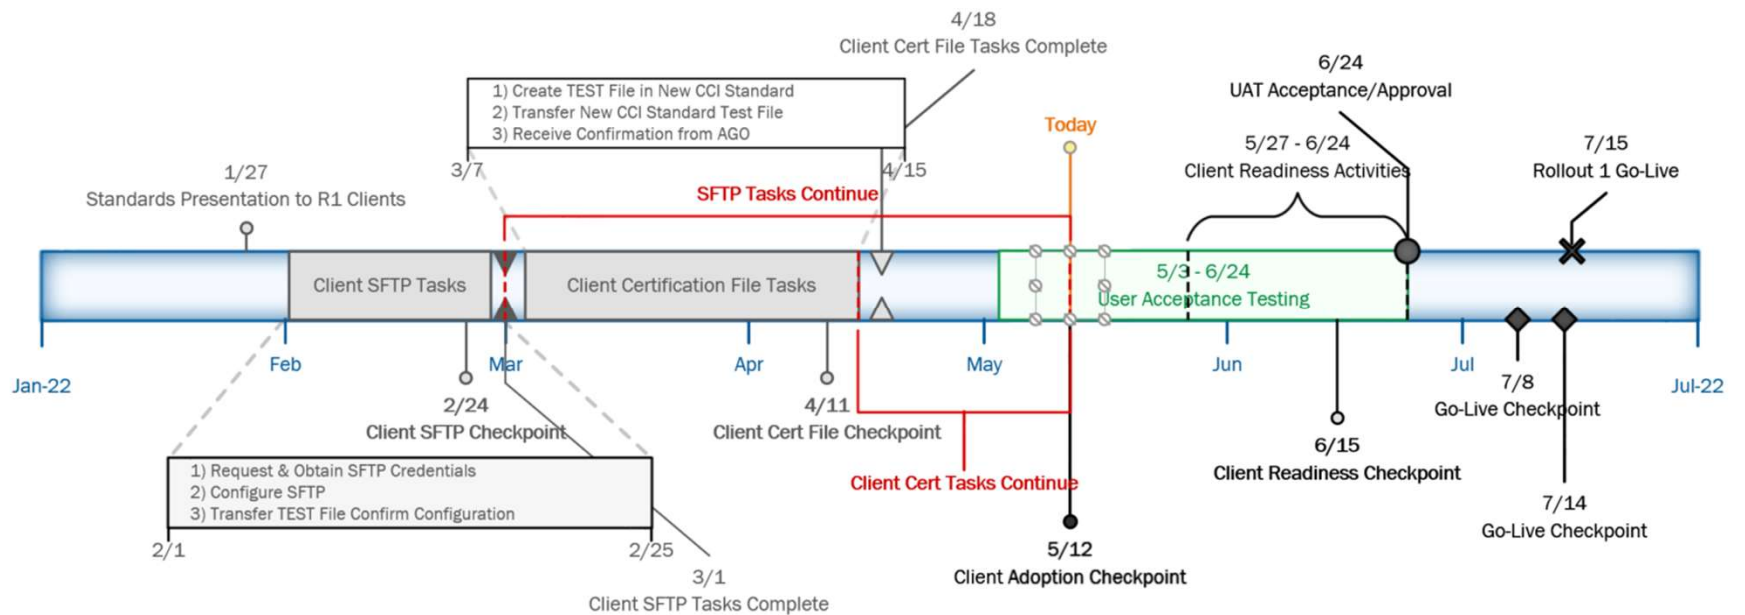 4/18
Client Cert File Tasks Complete
1) Create TEST File in New CCI Standard
2) Transfer New CCI Standard Test File
3) Receive Confirmation from AGO
3/7
4/15
Today
6/24
UAT Acceptance/Approval
5/27 - 6/24
Client Readiness Activities
7/15
Rollout 1 Go-Live
1/27
Standards Presentation to R1 Clients
SFTP Tasks Continue
Client SFTP Tasks
Client Certification File Tasks
5/3 - 6/24
User Acceptance Testing
Jan-22
Feb
Mar
Apr
May
Jun
Jul
Jul-22
2/24
Client SFTP Checkpoint
4/11
Client Cert File Checkpoint
7/8
Go-Live Checkpoint
6/15
Client Readiness Checkpoint
Client Cert Tasks Continue
1) Request & Obtain SFTP Credentials
2) Configure SFTP
3) Transfer TEST File Confirm Configuration
2/1
2/25
7/14
Go-Live Checkpoint
5/12
Client Adoption Checkpoint
3/1
Client SFTP Tasks Complete